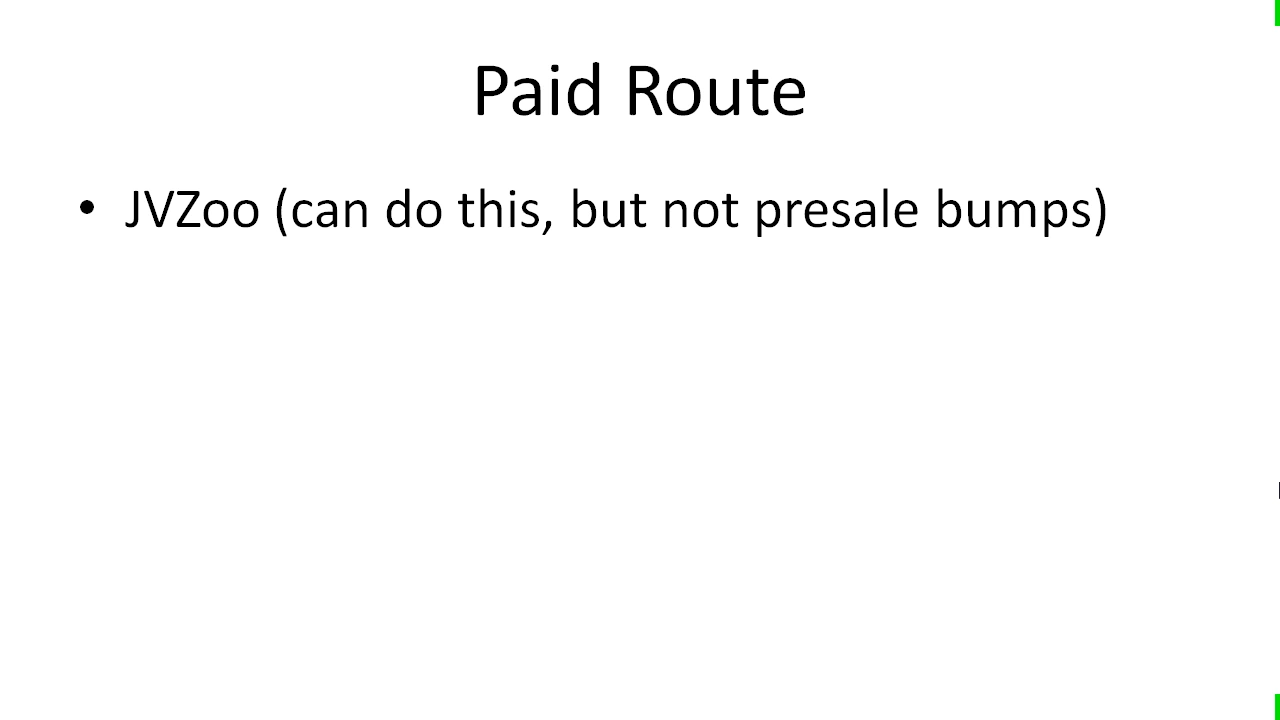 Paid Route
• JVZoo (can do this, but not presale bumps)